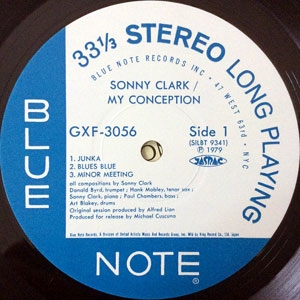 33⅓ STEREO LONG PLAYING
BLUE NOTE RECORDS INC • 47 WEST 63rd • NYC
SONNY CLARK /
MY CONCEPTION
GXF-3056
Side 1
(SILBT 9341)
℗ 1979
JASRAC
1. JUNKA
2. BLUES BLUE
3. MINOR MEETING
all compositions by Sonny Clark
Donald Byrd, trumpet; Hank Mobley, tenor sax;
Sonny Clark, piano; Paul Chambers, bass;
Art Blakey, drums
Original session produced by Alfred Lion
Produced for release by Michael Cuscuna
BLUE
NOTE
®